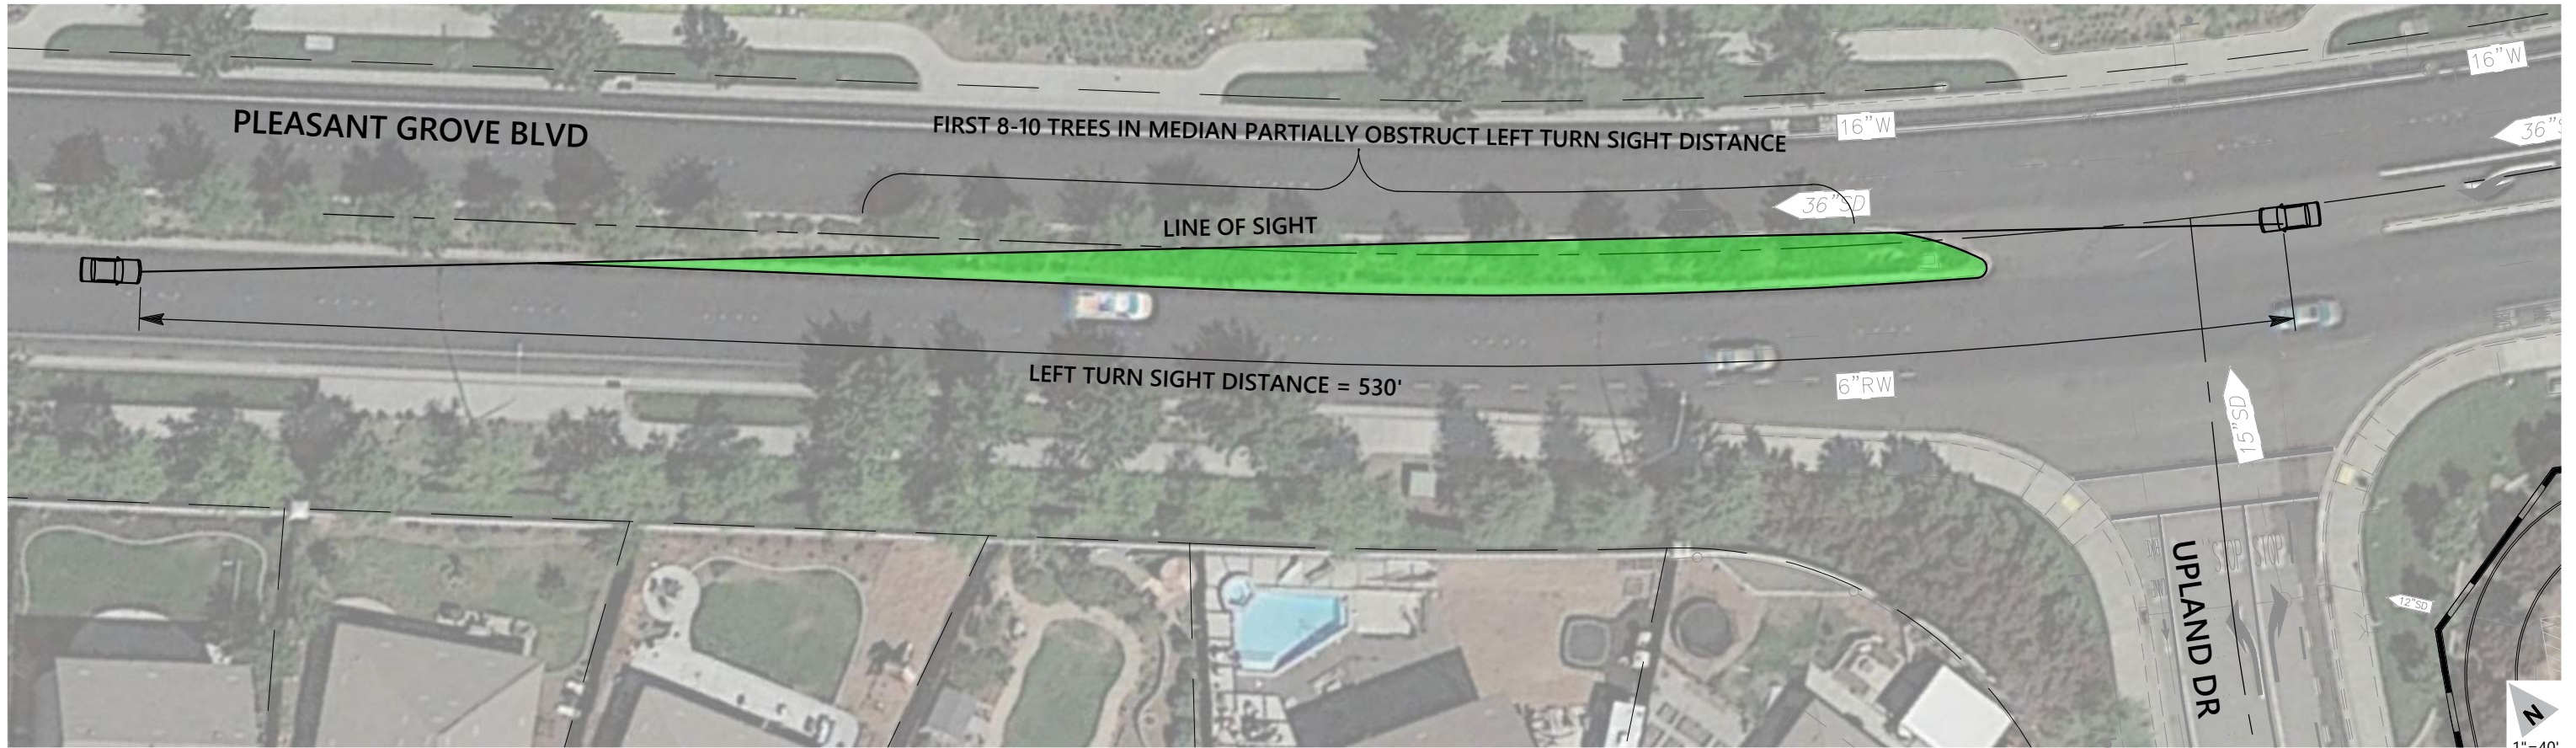 16"W
PLEASANT GROVE BLVD
FIRST 8-10 TREES IN MEDIAN PARTIALLY OBSTRUCT LEFT TURN SIGHT DISTANCE
16"W
36"S
36"SD
LINE OF SIGHT
LEFT TURN SIGHT DISTANCE = 530'
6"RW
15"SD
STOP
STOP
UPLAND DR
12"SD
N
1"=40'